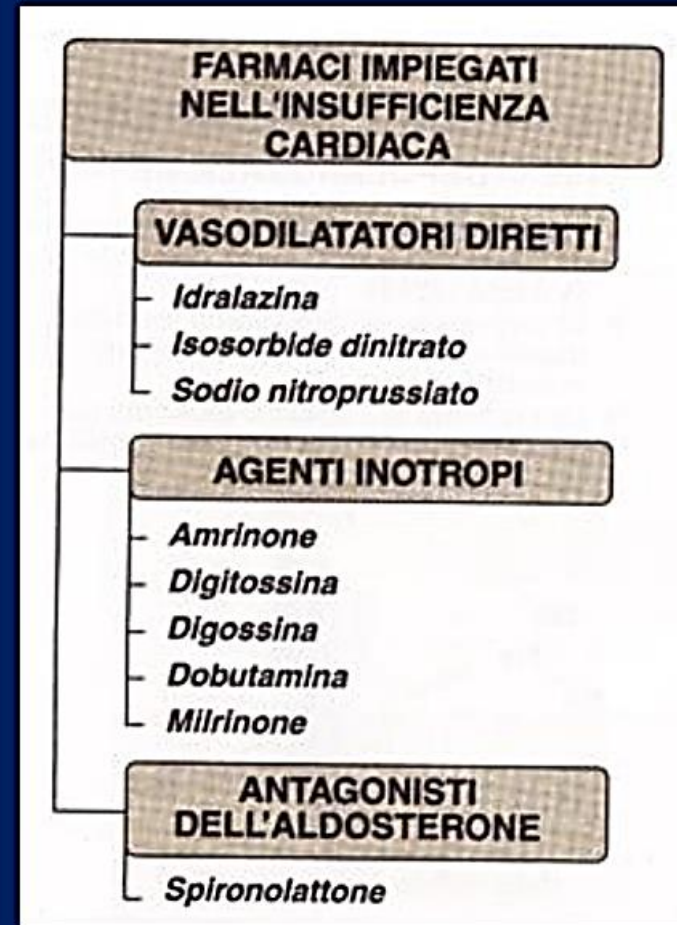 FARMACI IMPIEGATI
NELL'INSUFFICIENZA
CARDIACA
VASODILATATORI DIRETTI
Idralazina
Isosorbide dinitrato
Sodio nitroprussiato
AGENTI INOTROPI
Amrinone
Digitossina
Digossina
Dobutamina
Milrinone
ANTAGONISTI
DELL'ALDOSTERONE
Spironolattone